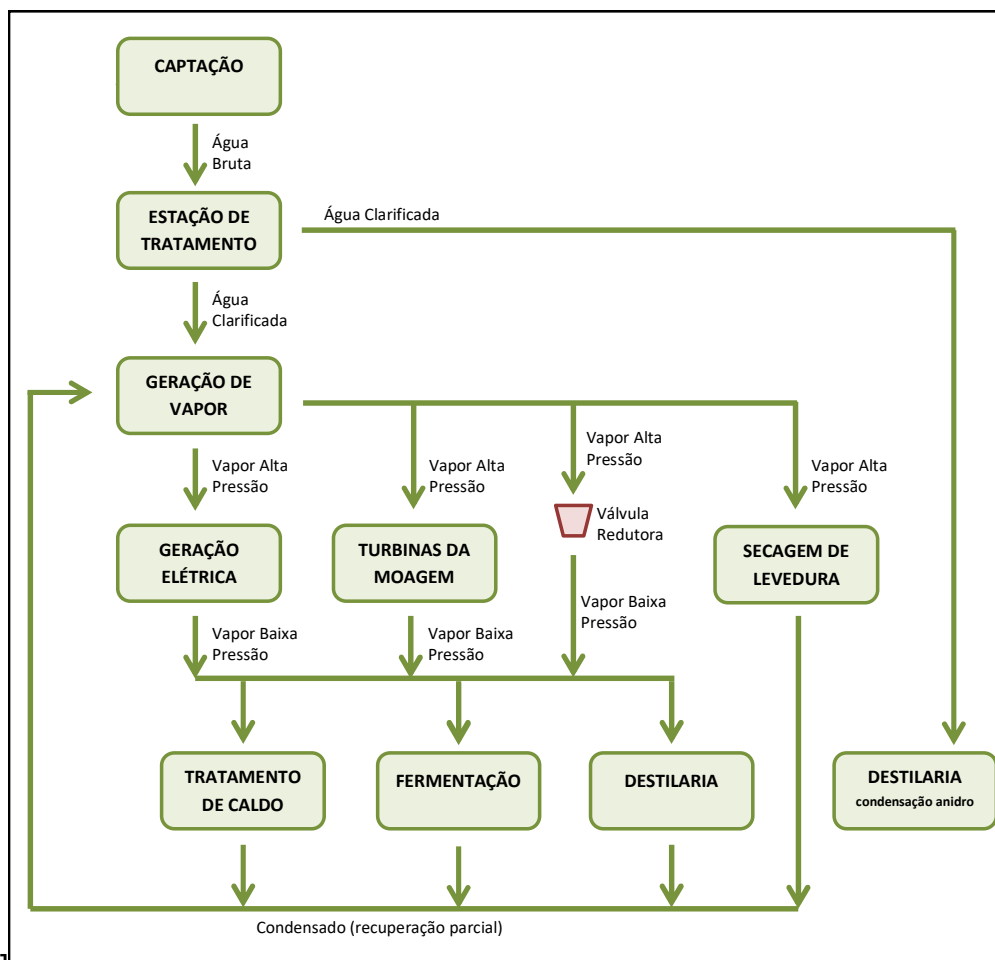 CAPTAÇÃO
Água
Bruta
ESTAÇÃO DE
TRATAMENTO
Água Clarificada
Água
Clarificada
GERAÇÃO DE
VAPOR
Vapor Alta
Pressão
Vapor Alta
Pressão
Vapor Alta
Pressão
Vapor Alta
Pressão
GERAÇÃO
ELÉTRICA
TURBINAS DA
MOAGEM
Válvula
Redutora
SECAGEM DE
LEVEDURA
Vapor Baixa
Pressão
Vapor Baixa
Pressão
Vapor Baixa
Pressão
TRATAMENTO
DE CALDO
FERMENTAÇÃO
DESTILARIA
DESTILARIA
condensação anidro
Condensado (recuperação parcial)